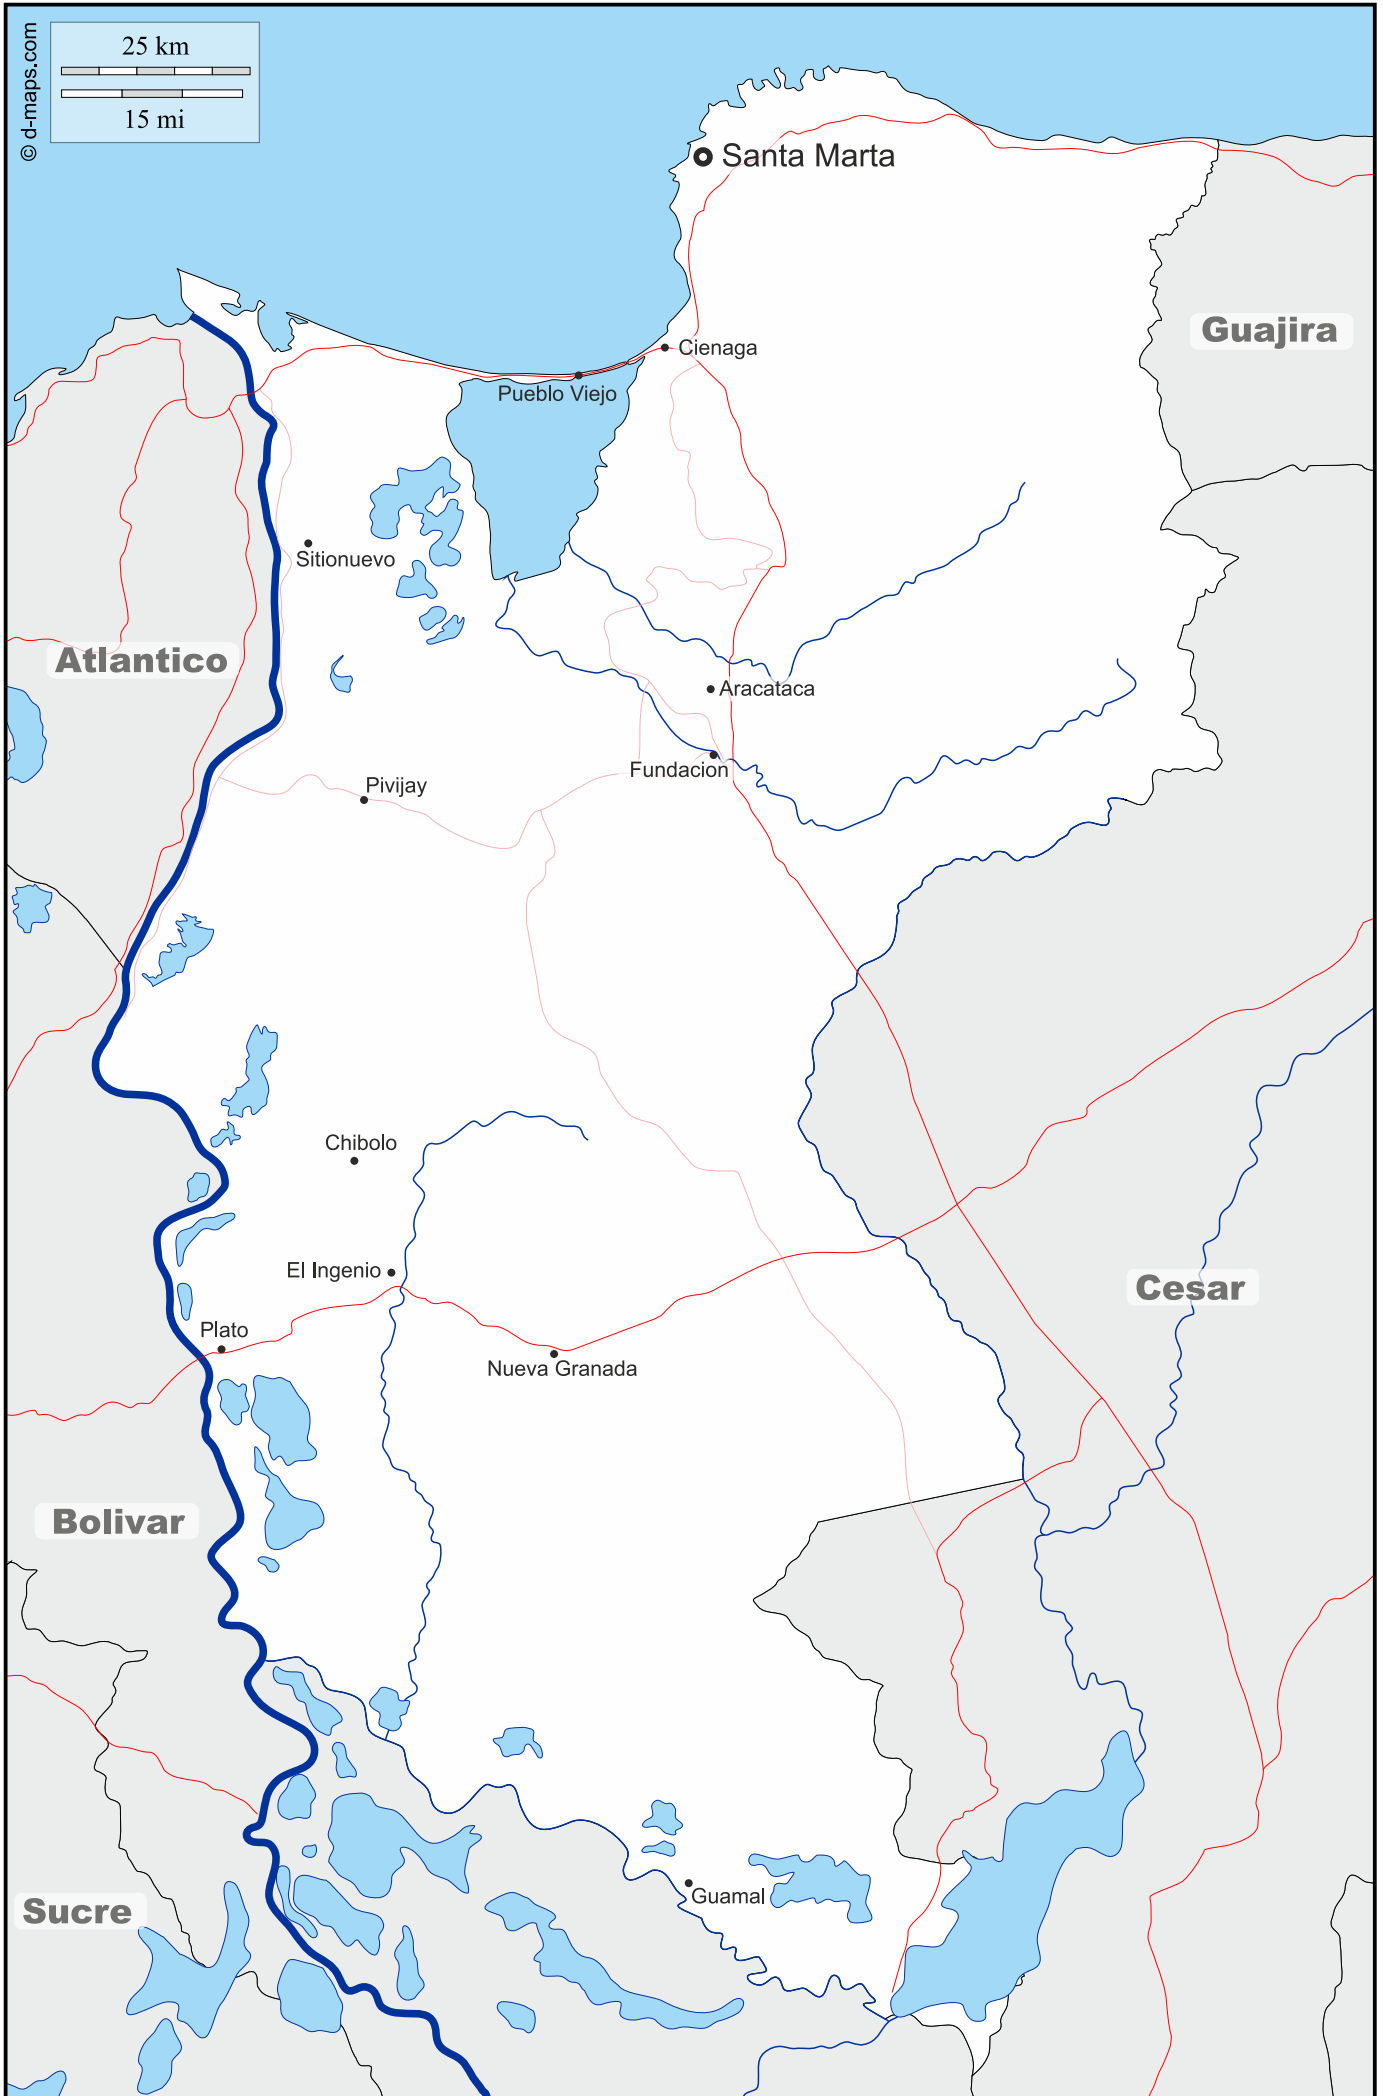 © d-maps.com
25 km
15 mi
Santa Marta
Guajira
Cienaga
Pueblo Viejo
Sitionuevo
Atlantico
Aracataca
Fundacion
Pivijay
Chibolo
El Ingenio
Cesar
Plato
Nueva Granada
Bolivar
Guamal
Sucre